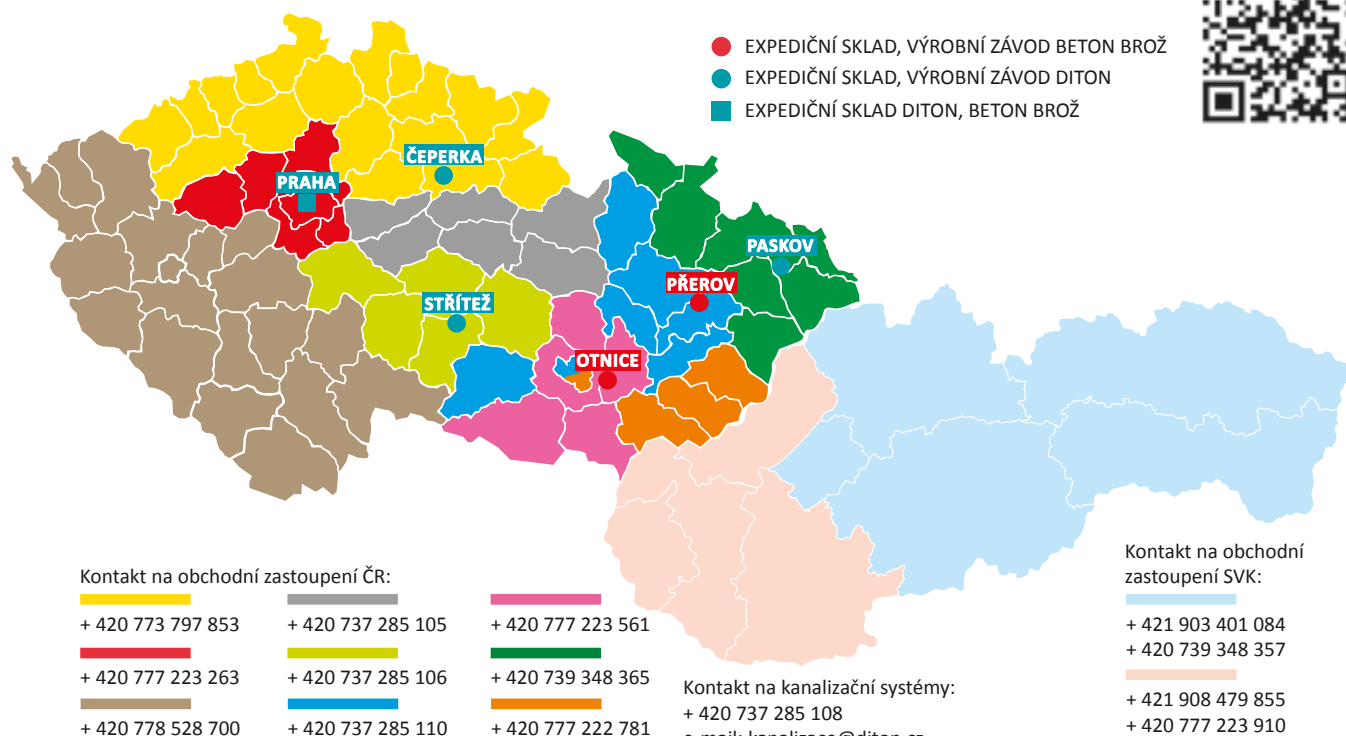 EXPEDIČNÍ SKLAD, VÝROBNÍ ZÁVOD BETON BROŽ
EXPEDIČNÍ SKLAD, VÝROBNÍ ZÁVOD DITON
EXPEDIČNÍ SKLAD DITON, BETON BROŽ
ČEPERKA
PRAHA
PASKOV
PŘEROV
STŘÍTEŽ
OTNICE
Kontakt na obchodní zastoupení ČR:
+ 420 773 797 853
+ 420 737 285 105
+ 420 777 223 561
+ 420 777 223 263
+ 420 737 285 106
+ 420 739 348 365
+ 420 778 528 700
+ 420 737 285 110
+ 420 777 222 781
Kontakt na kanalizační systémy:
+ 420 737 285 108
e-mail: kanalizace@diton.cz
Kontakt na obchodní
zastoupení SVK:
+ 421 903 401 084
+ 420 739 348 357
+ 421 908 479 855
+ 420 777 223 910